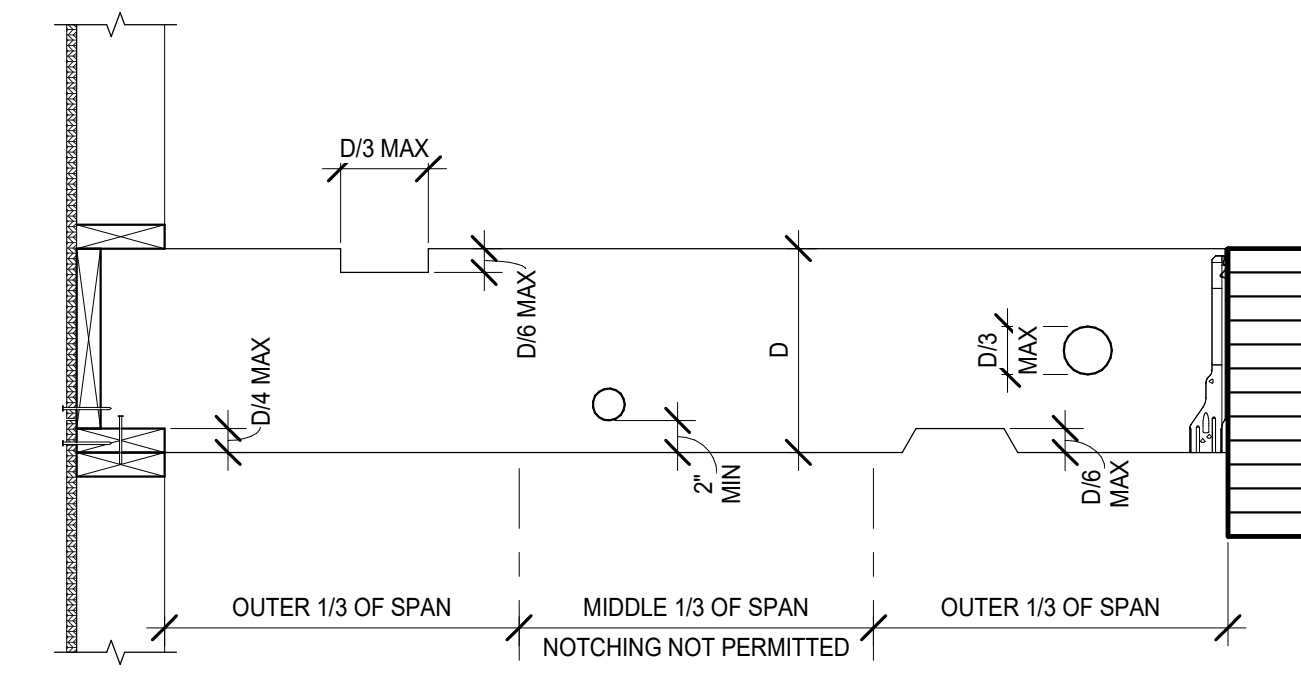 D/3 MAX
D/6 MAX
D/4 MAX
D
D/3
MAX
2"
MIN
D/6
MAX
OUTER 1/3 OF SPAN
MIDDLE 1/3 OF SPAN
OUTER 1/3 OF SPAN
NOTCHING NOT PERMITTED